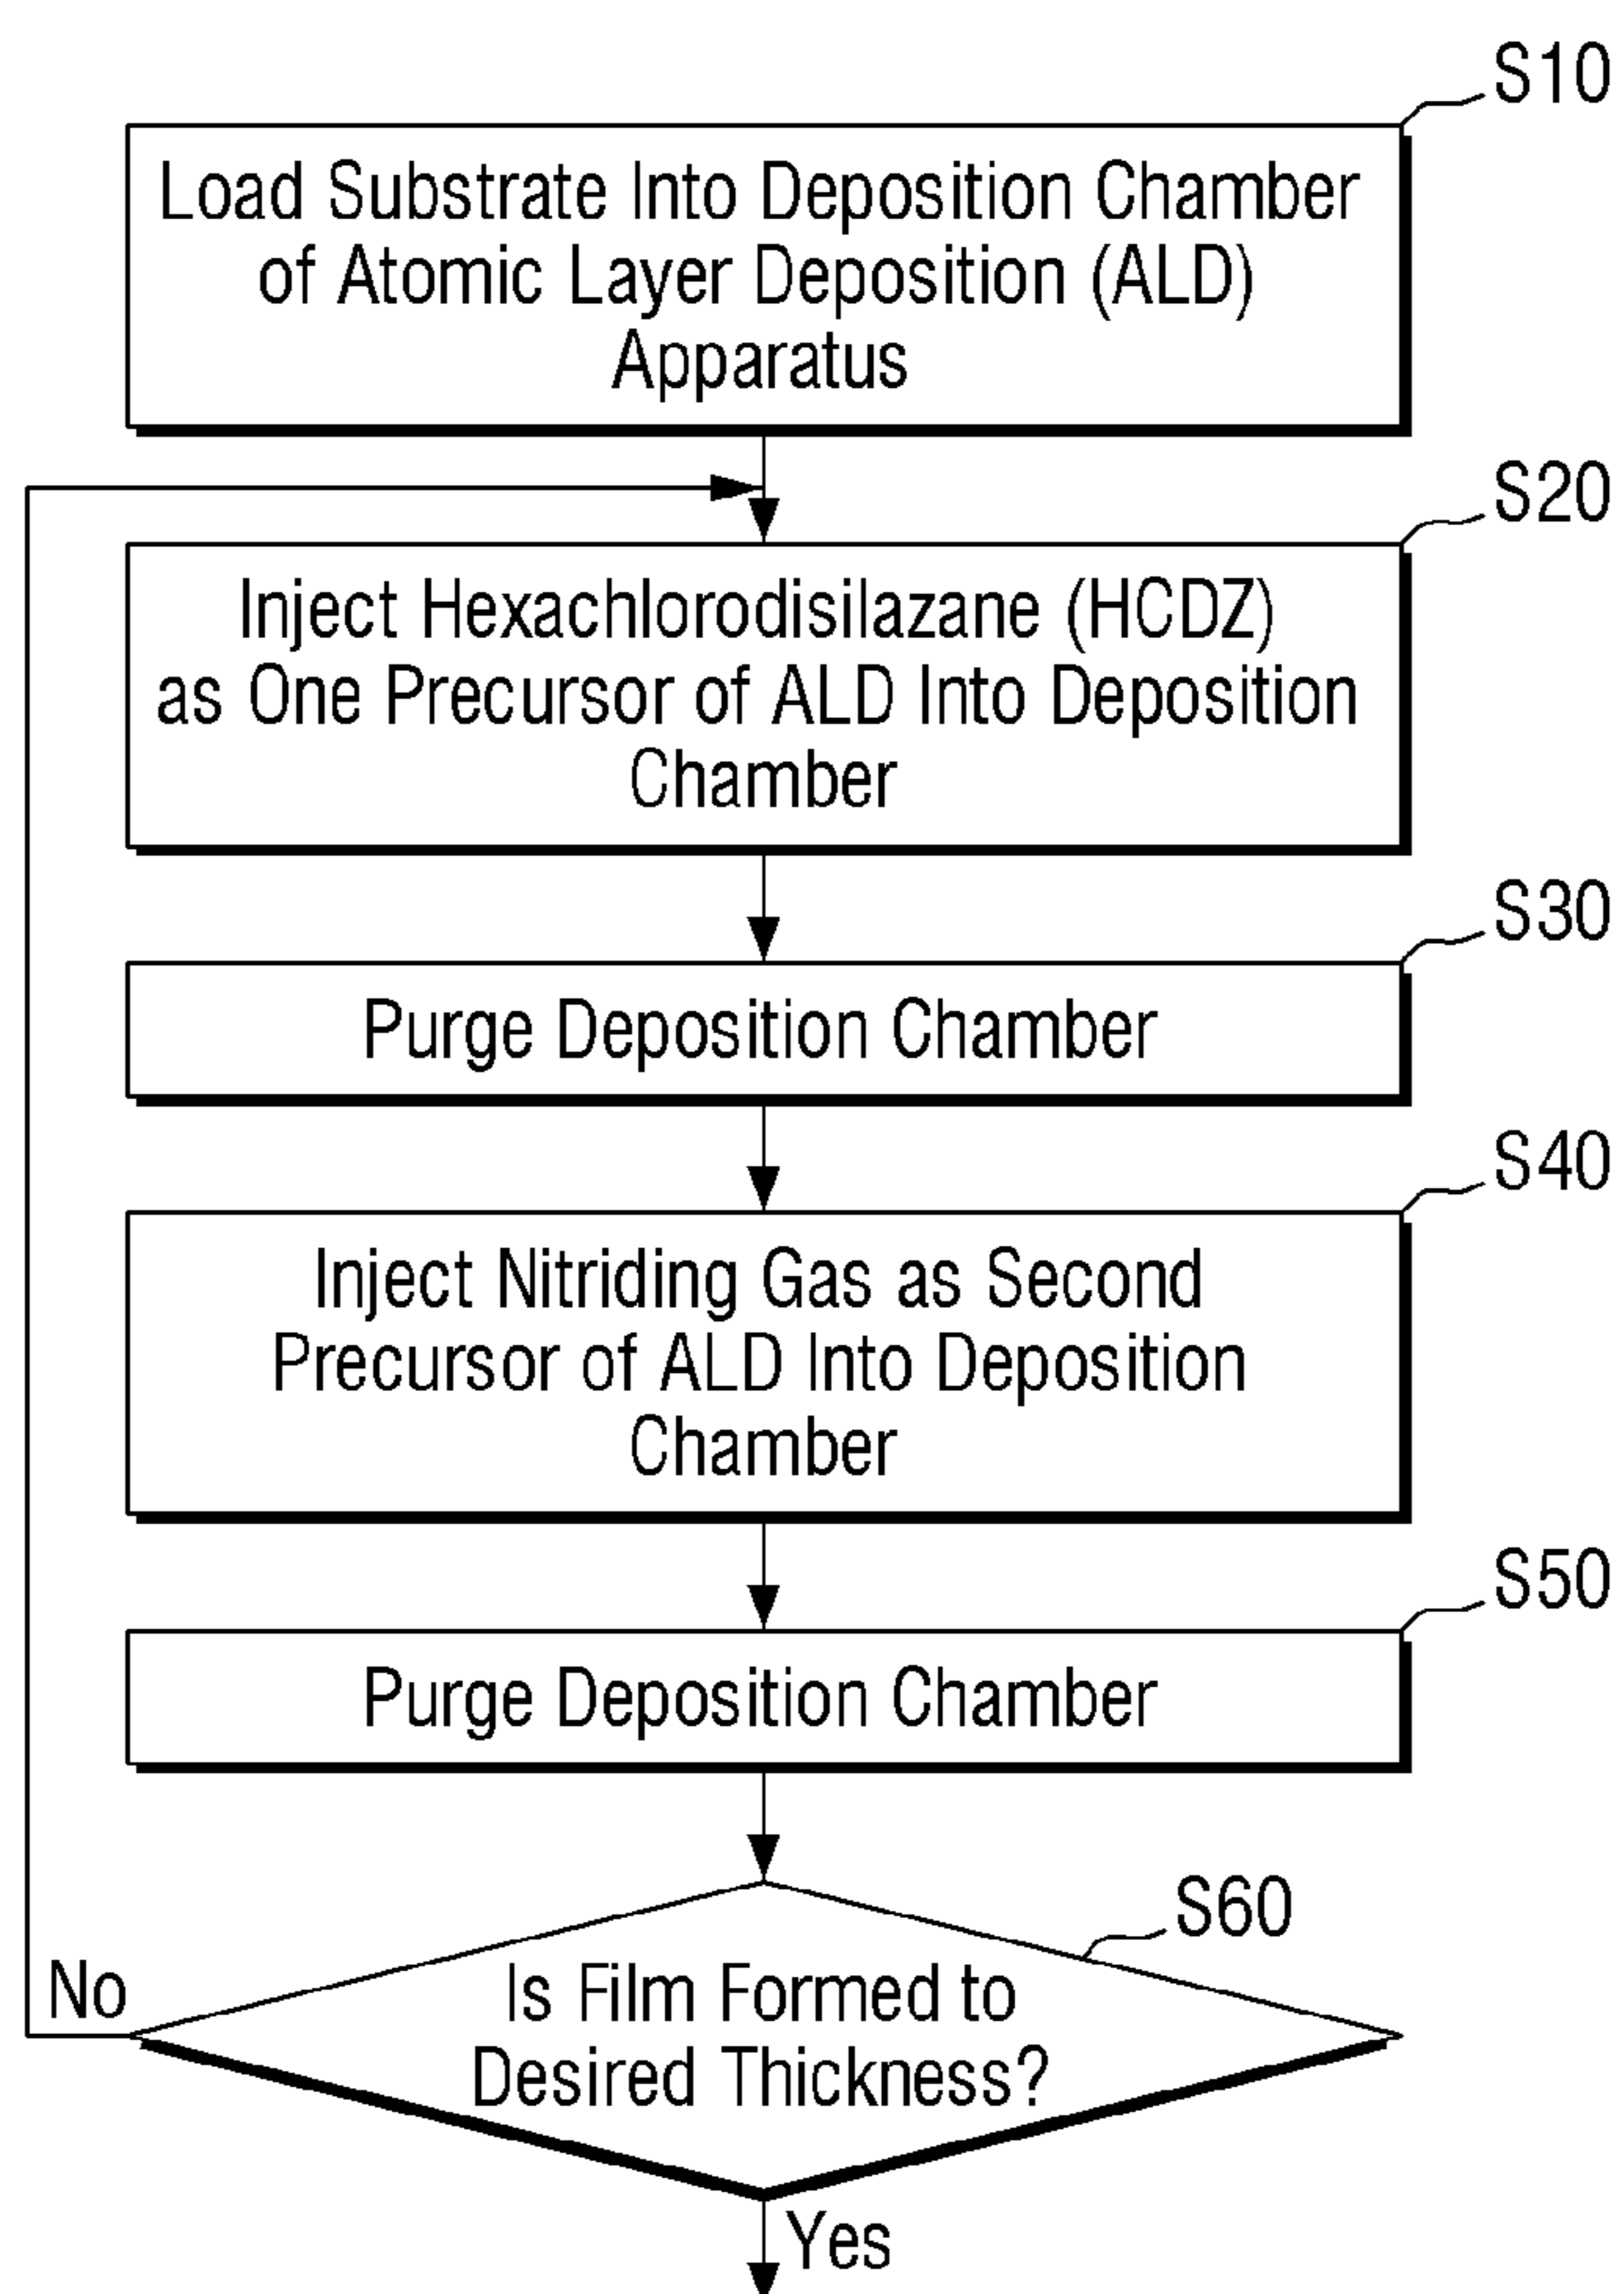 S10
Load Substrate Into Deposition Chamber
of Atomic Layer Deposition (ALD)
Apparatus
S20
Inject Hexachlorodisilazane (HCDZ)
as One Precursor of ALD Into Deposition
Chamber
S30
Purge Deposition Chamber
S40
Inject Nitriding Gas as Second
Precursor of ALD Into Deposition
Chamber
S50
Purge Deposition Chamber
S60
No
Is Film Formed to
Desired Thickness?
Yes